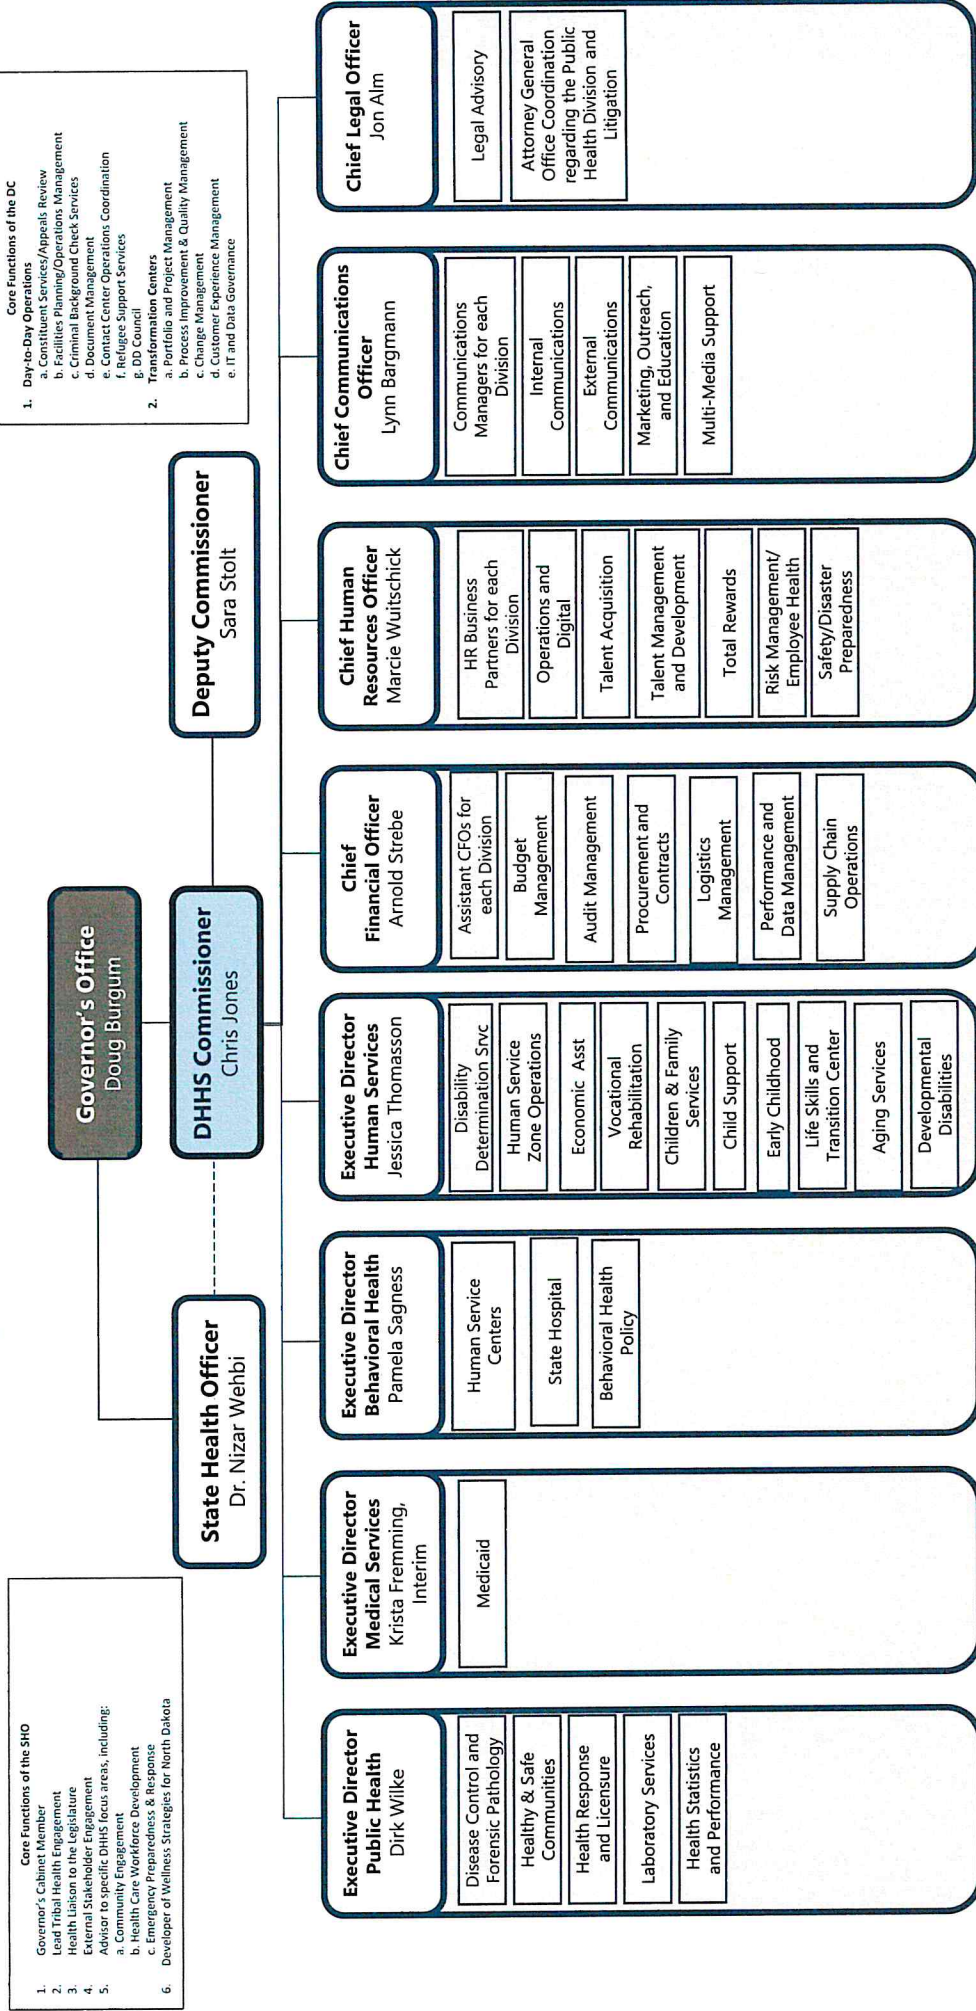 Core Functions of the SHO
1. Governor's Cabinet Member
2. Lead Tribal Health Engagement
3. Health Liaison to the Legislature
4. External Stakeholder Engagement
5. Advisor to specific DHHS focus areas, including:
a. Community Engagement
b. Health Care Workforce Development
c. Emergency Preparedness & Response
6. Developer of Wellness Strategies for North Dakota
Governor's Office
Doug Burgum
Core Functions of the DC
1. Day-to-Day Operations
a. Constituent Services/Appeals Review
b. Facilities Planning/Operations Management
c. Criminal Background Check Services
d. Document Management
e. Contact Center Operations Coordination
f. Refugee Support Services
g. DD Council
2. Transformation Centers
a. Portfolio and Project Management
b. Process Improvement & Quality Management
c. Change Management
d. Customer Experience Management
e. IT and Data Governance
State Health Officer
Dr. Nizar Wehbi
DHHS Commissioner
Chris Jones
Deputy Commissioner
Sara Stolt
Executive Director
Public Health
Dirk Wilke
Disease Control and
Forensic Pathology
Healthy & Safe
Communities
Health Response
and Licensure
Laboratory Services
Health Statistics
and Performance
Executive Director
Medical Services
Krista Fremming,
Interim
Medicaid
Executive Director
Behavioral Health
Pamela Sagness
Human Service
Centers
State Hospital
Behavioral Health
Policy
Executive Director
Human Services
Jessica Thomasson
Disability
Determination Srvc
Human Service
Zone Operations
Economic Asst
Vocational
Rehabilitation
Children & Family
Services
Child Support
Early Childhood
Life Skills and
Transition Center
Aging Services
Developmental
Disabilities
Chief
Financial Officer
Arnold Strebe
Assistant CFOs for
each Division
Budget
Management
Audit Management
Procurement and
Contracts
Logistics
Management
Performance and
Data Management
Supply Chain
Operations
Chief Human
Resources Officer
Marcie Wuitschick
HR Business
Partners for each
Division
Operations and
Digital
Talent Acquisition
Talent Management
and Development
Total Rewards
Risk Management/
Employee Health
Safety/Disaster
Preparedness
Chief Communications
Officer
Lynn Bargmann
Communications
Managers for each
Division
Internal
Communications
External
Communications
Marketing, Outreach,
and Education
Multi-Media Support
Chief Legal Officer
Jon Alm
Legal Advisory
Attorney General
Office Coordination
regarding the Public
Health Division and
Litigation